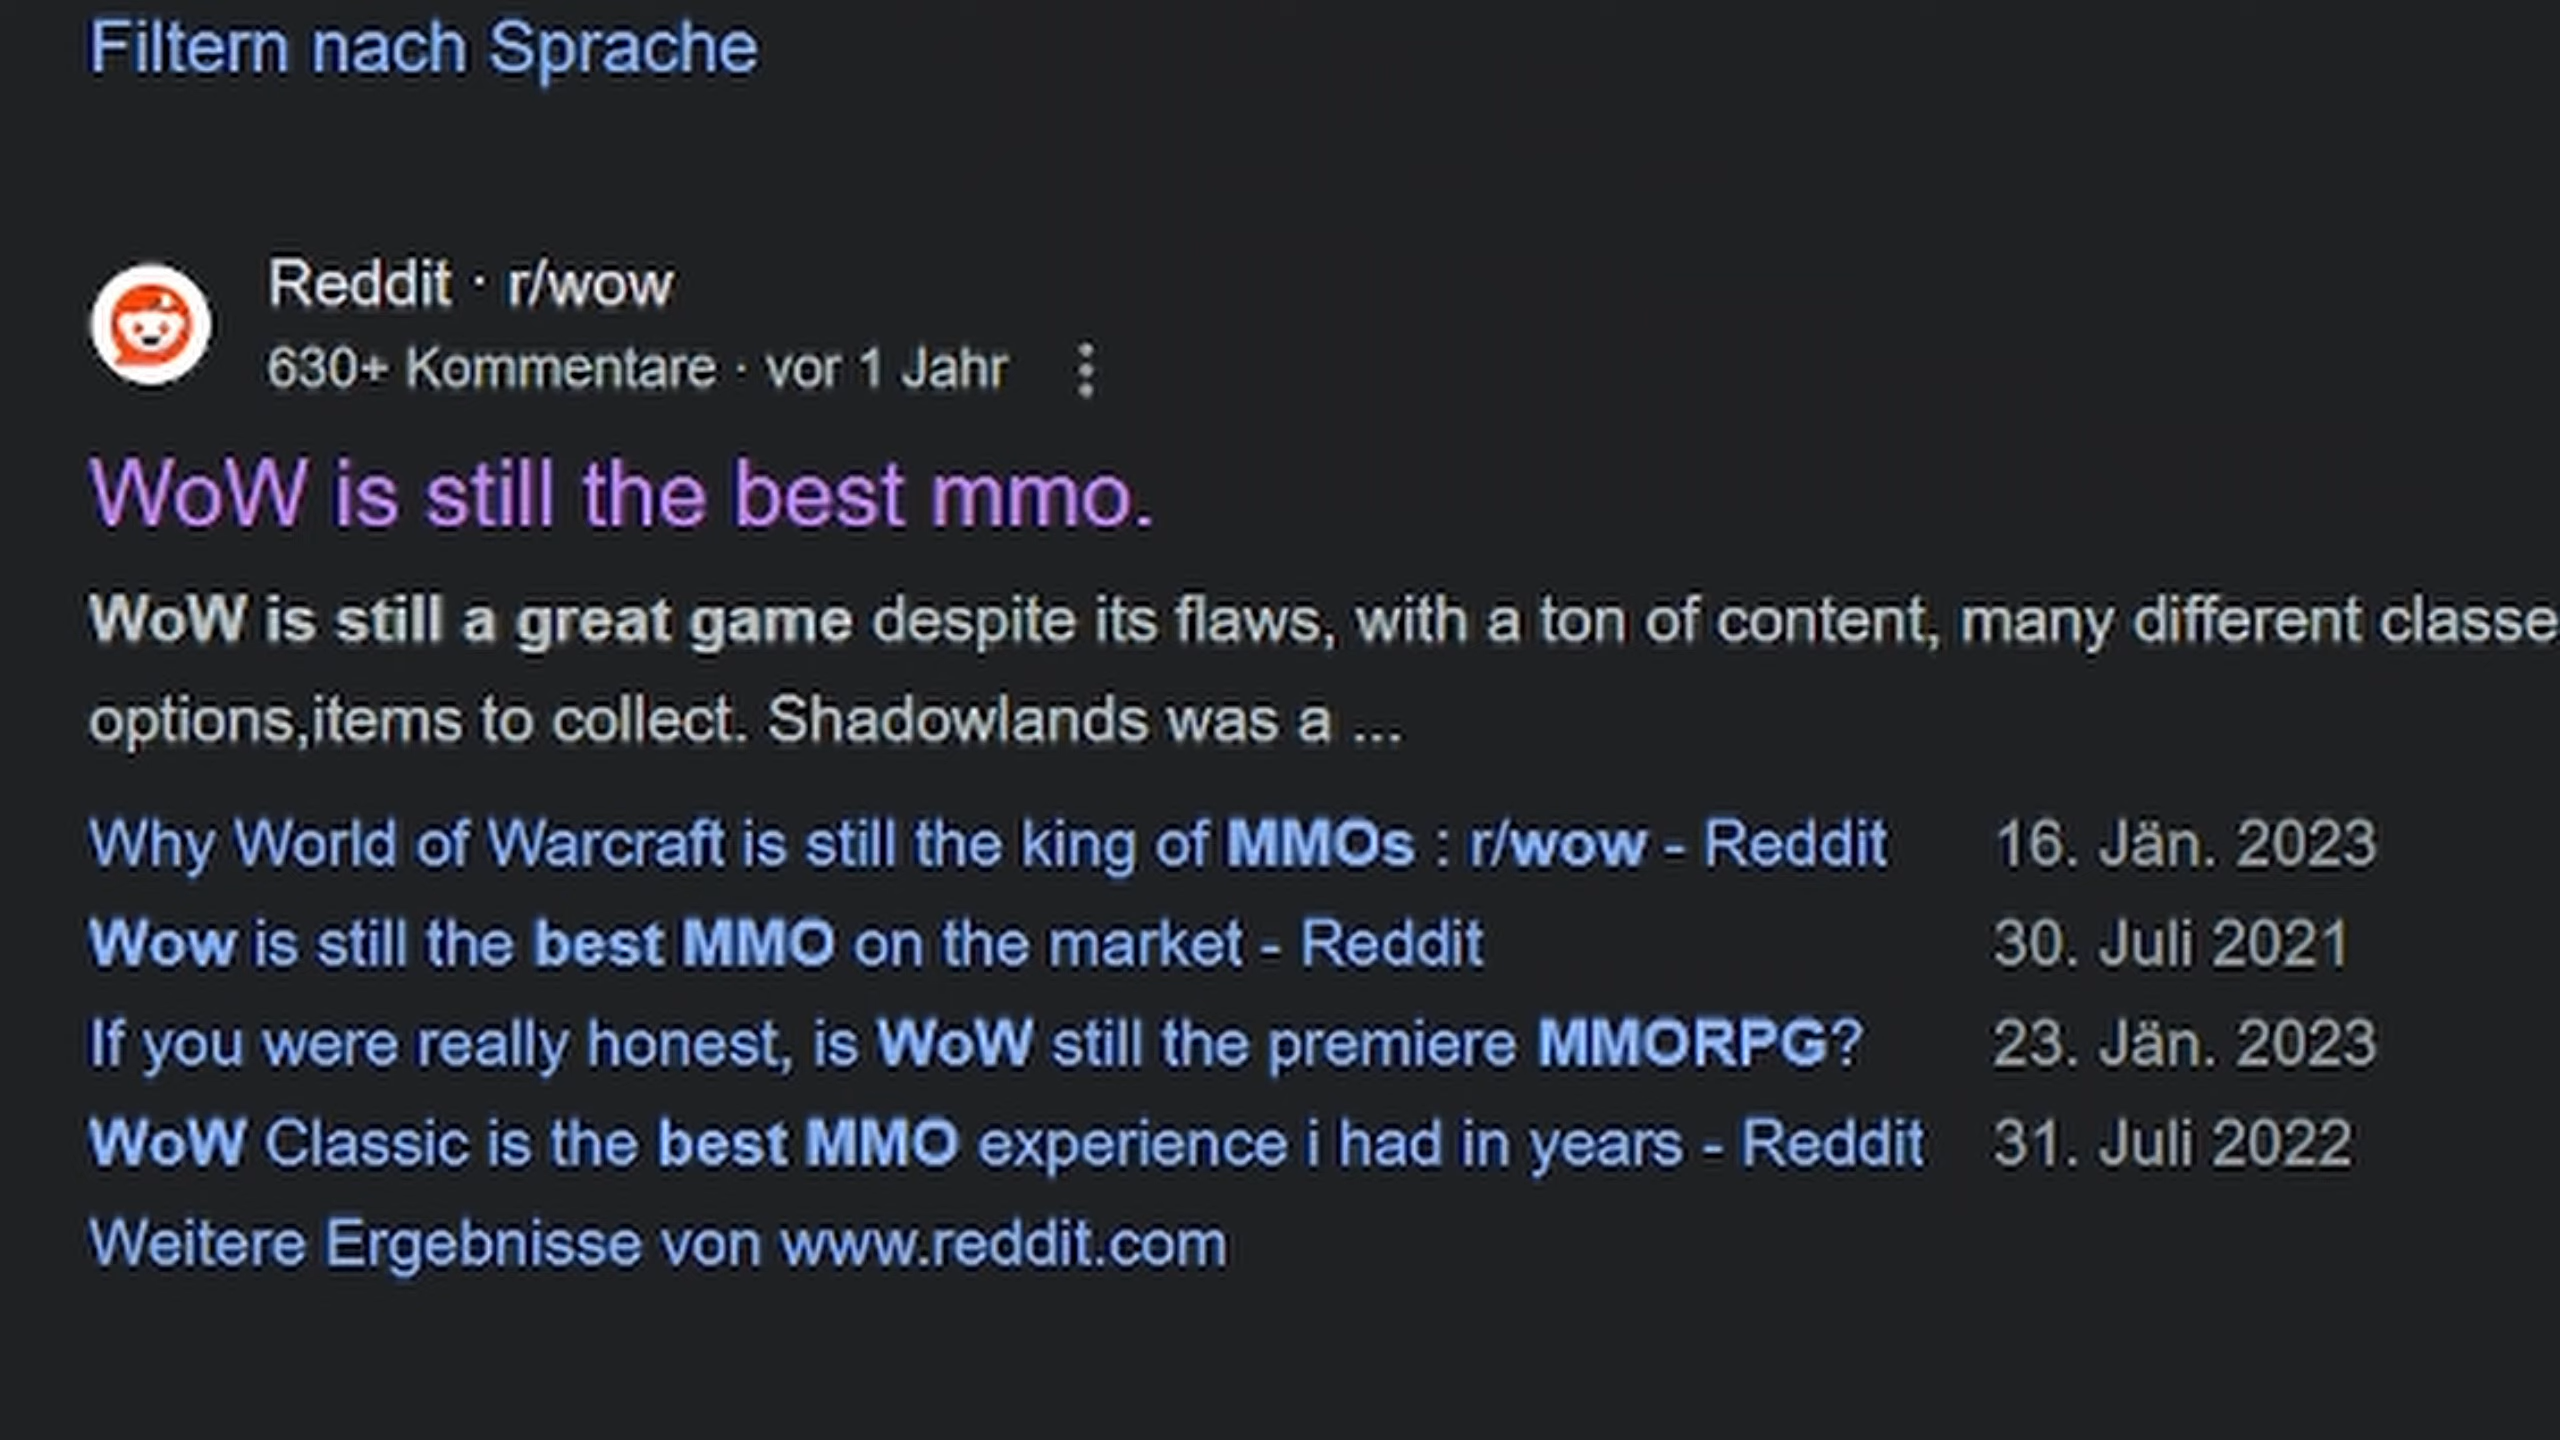 Filtern nach Sprache
Reddit · r/wow
630+ Kommentare · vor 1 Jahr
WoW is still the best mmo.
WoW is still a great game despite its flaws, with a ton of content, many different classe
options,items to collect. Shadowlands was a ...
Why World of Warcraft is still the king of MMOs : r/wow - Reddit 16. Jän. 2023
Wow is still the best MMO on the market - Reddit 30. Juli 2021
If you were really honest, is WoW still the premiere MMORPG? 23. Jän. 2023
WoW Classic is the best MMO experience i had in years - Reddit 31. Juli 2022
Weitere Ergebnisse von www.reddit.com